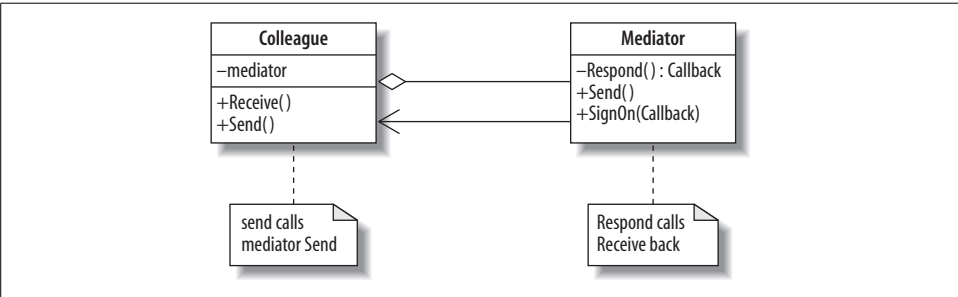 Colleague
–mediator
+Receive()
+Send()
Mediator
–Respond() : Callback
+Send()
+SignOn(Callback)
send calls
mediator Send
Respond calls
Receive back